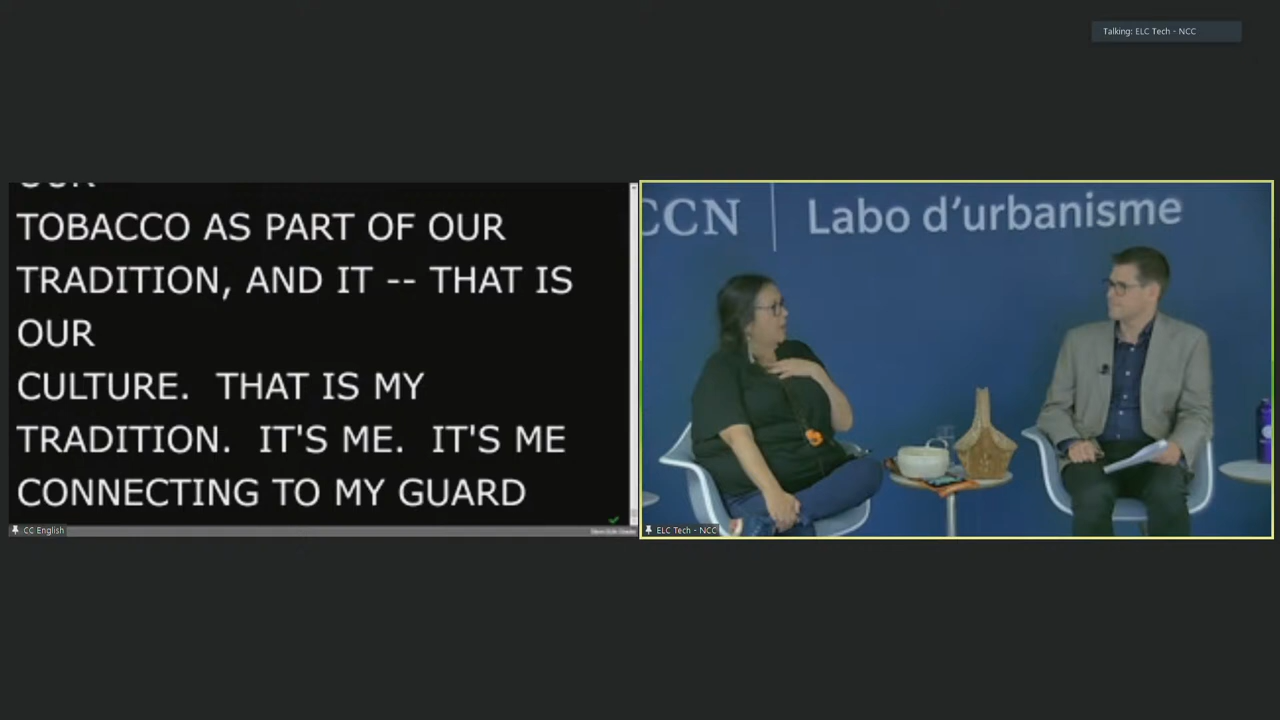 Talking: ELC Tech - NCC
OUR
TOBACCO AS PART OF OUR
TRADITION, AND IT -- THAT IS
OUR
CULTURE. THAT IS MY
TRADITION. IT'S ME. IT'S ME
CONNECTING TO MY GUARD
CC English
CCN | Labo d'urbanisme
ELC Tech - NCC